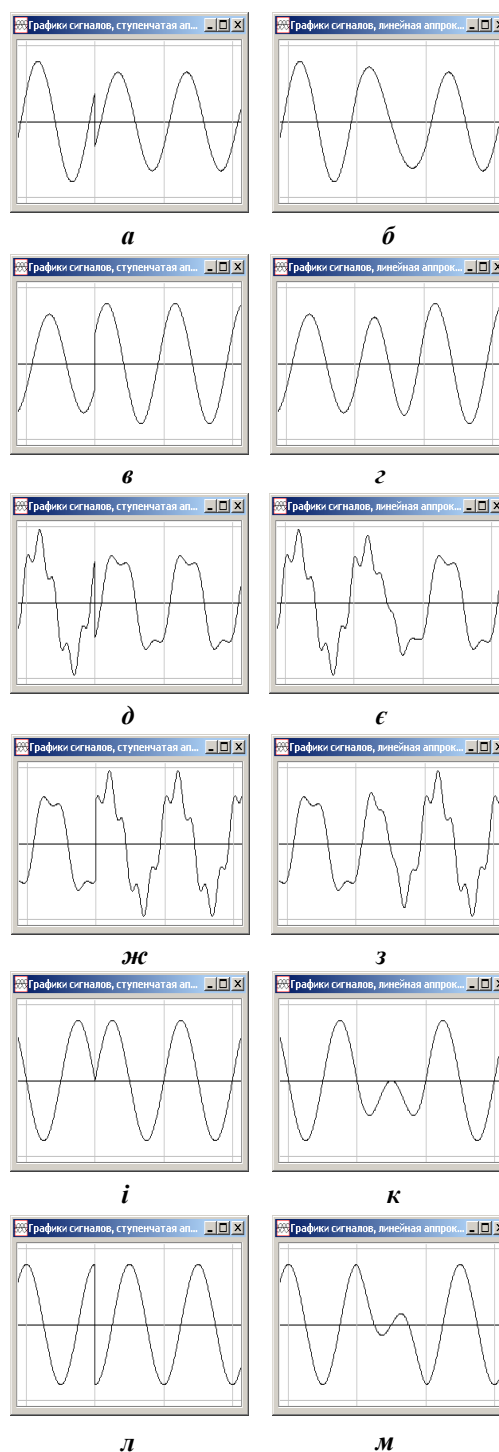 Графики сигналов, ступенчатая ап... Графики сигналов, линейная аппрок...
а б
Графики сигналов, ступенчатая ап... Графики сигналов, линейная аппрок...
в г
Графики сигналов, ступенчатая ап... Графики сигналов, линейная аппрок...
д є
Графики сигналов, ступенчатая ап... Графики сигналов, линейная аппрок...
ж з
Графики сигналов, ступенчатая ап... Графики сигналов, линейная аппрок...
і к
Графики сигналов, ступенчатая ап... Графики сигналов, линейная аппрок...
л м